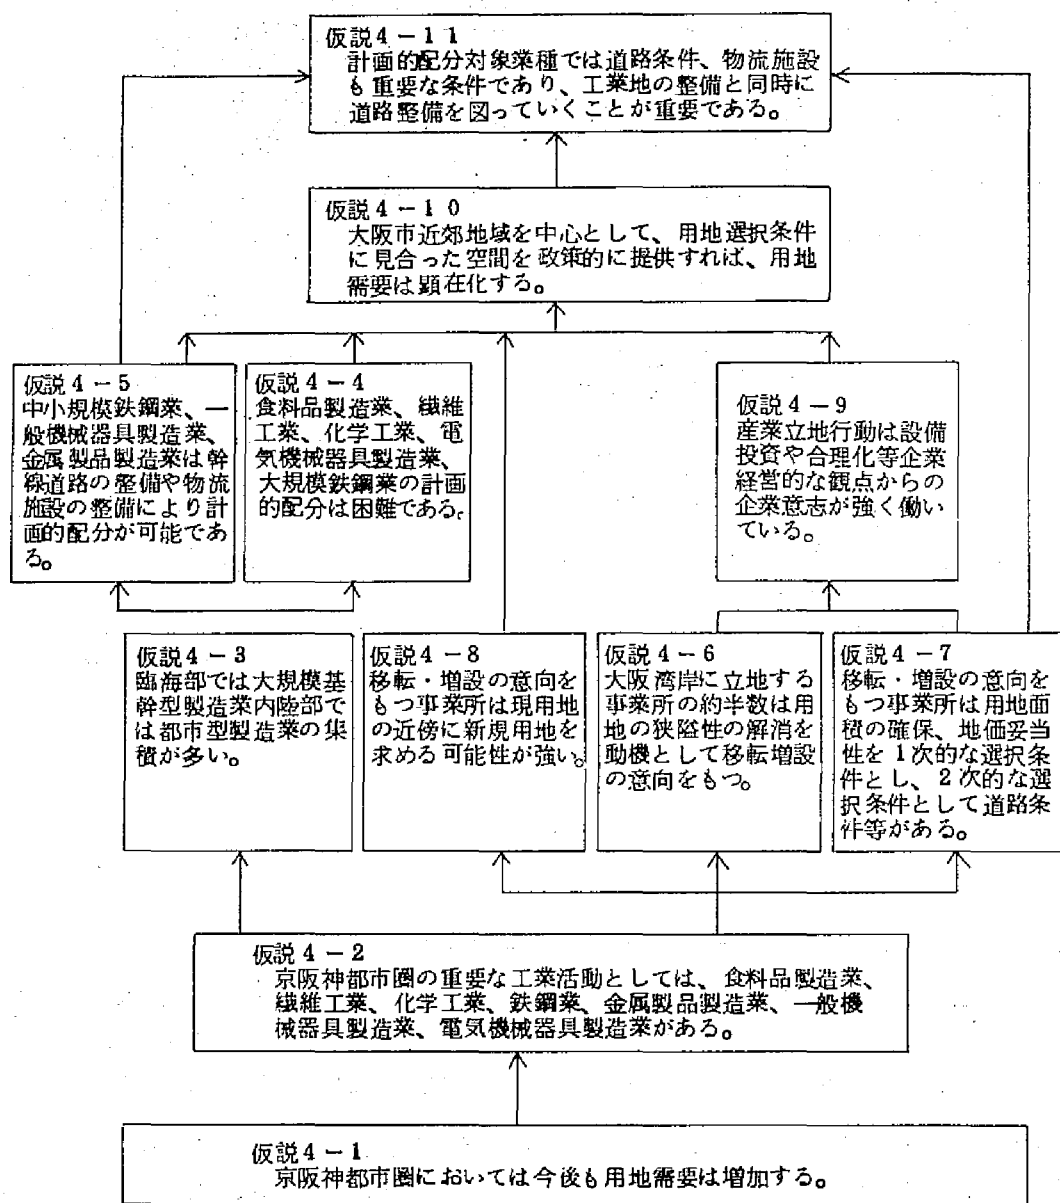 仮説4-11
計画的配分対象業種では道路条件、物流施設
も重要な条件であり、工業地の整備と同時に
道路整備を図っていくことが重要である。
仮説4-10
大阪市近郊地域を中心として、用地選択条件
に見合った空間を政策的に提供すれば、用地
需要は顕在化する。
仮説4-5
中小規模鉄鋼業、一
般機械器具製造業、
金属製品製造業は幹
線道路の整備や物流
施設の整備により計
画的配分が可能であ
る。
仮説4-4
食料品製造業、繊維
工業、化学工業、電
気機械器具製造業、
大規模鉄鋼業の計画
的配分は困難である。
仮説4-9
産業立地行動は設備
投資や合理化等企業
経営的な観点からの
企業意志が強く働い
ている。
仮説4-3
臨海部では大規模基
幹型製造業内陸部で
は都市型製造業の集
積が多い。
仮説4-8
移転・増設の意向を
もつ事業所は現用地
の近傍に新規用地を
求める可能性が強い。
仮説4-6
大阪湾岸に立地する
事業所の約半数は用
地の狭隘性の解消を
動機として移転増設
の意向をもつ。
仮説4-7
移転・増設の意向を
もつ事業所は用地面
積の確保、地価妥当
性を1次的な選択条
件とし、2次的な選
択条件として道路条
件等がある。
仮説4-2
京阪神都市圏の重要な工業活動としては、食料品製造業、
繊維工業、化学工業、鉄鋼業、金属製品製造業、一般機
械器具製造業、電気機械器具製造業がある。
仮説4-1
京阪神都市圏においては今後も用地需要は増加する。